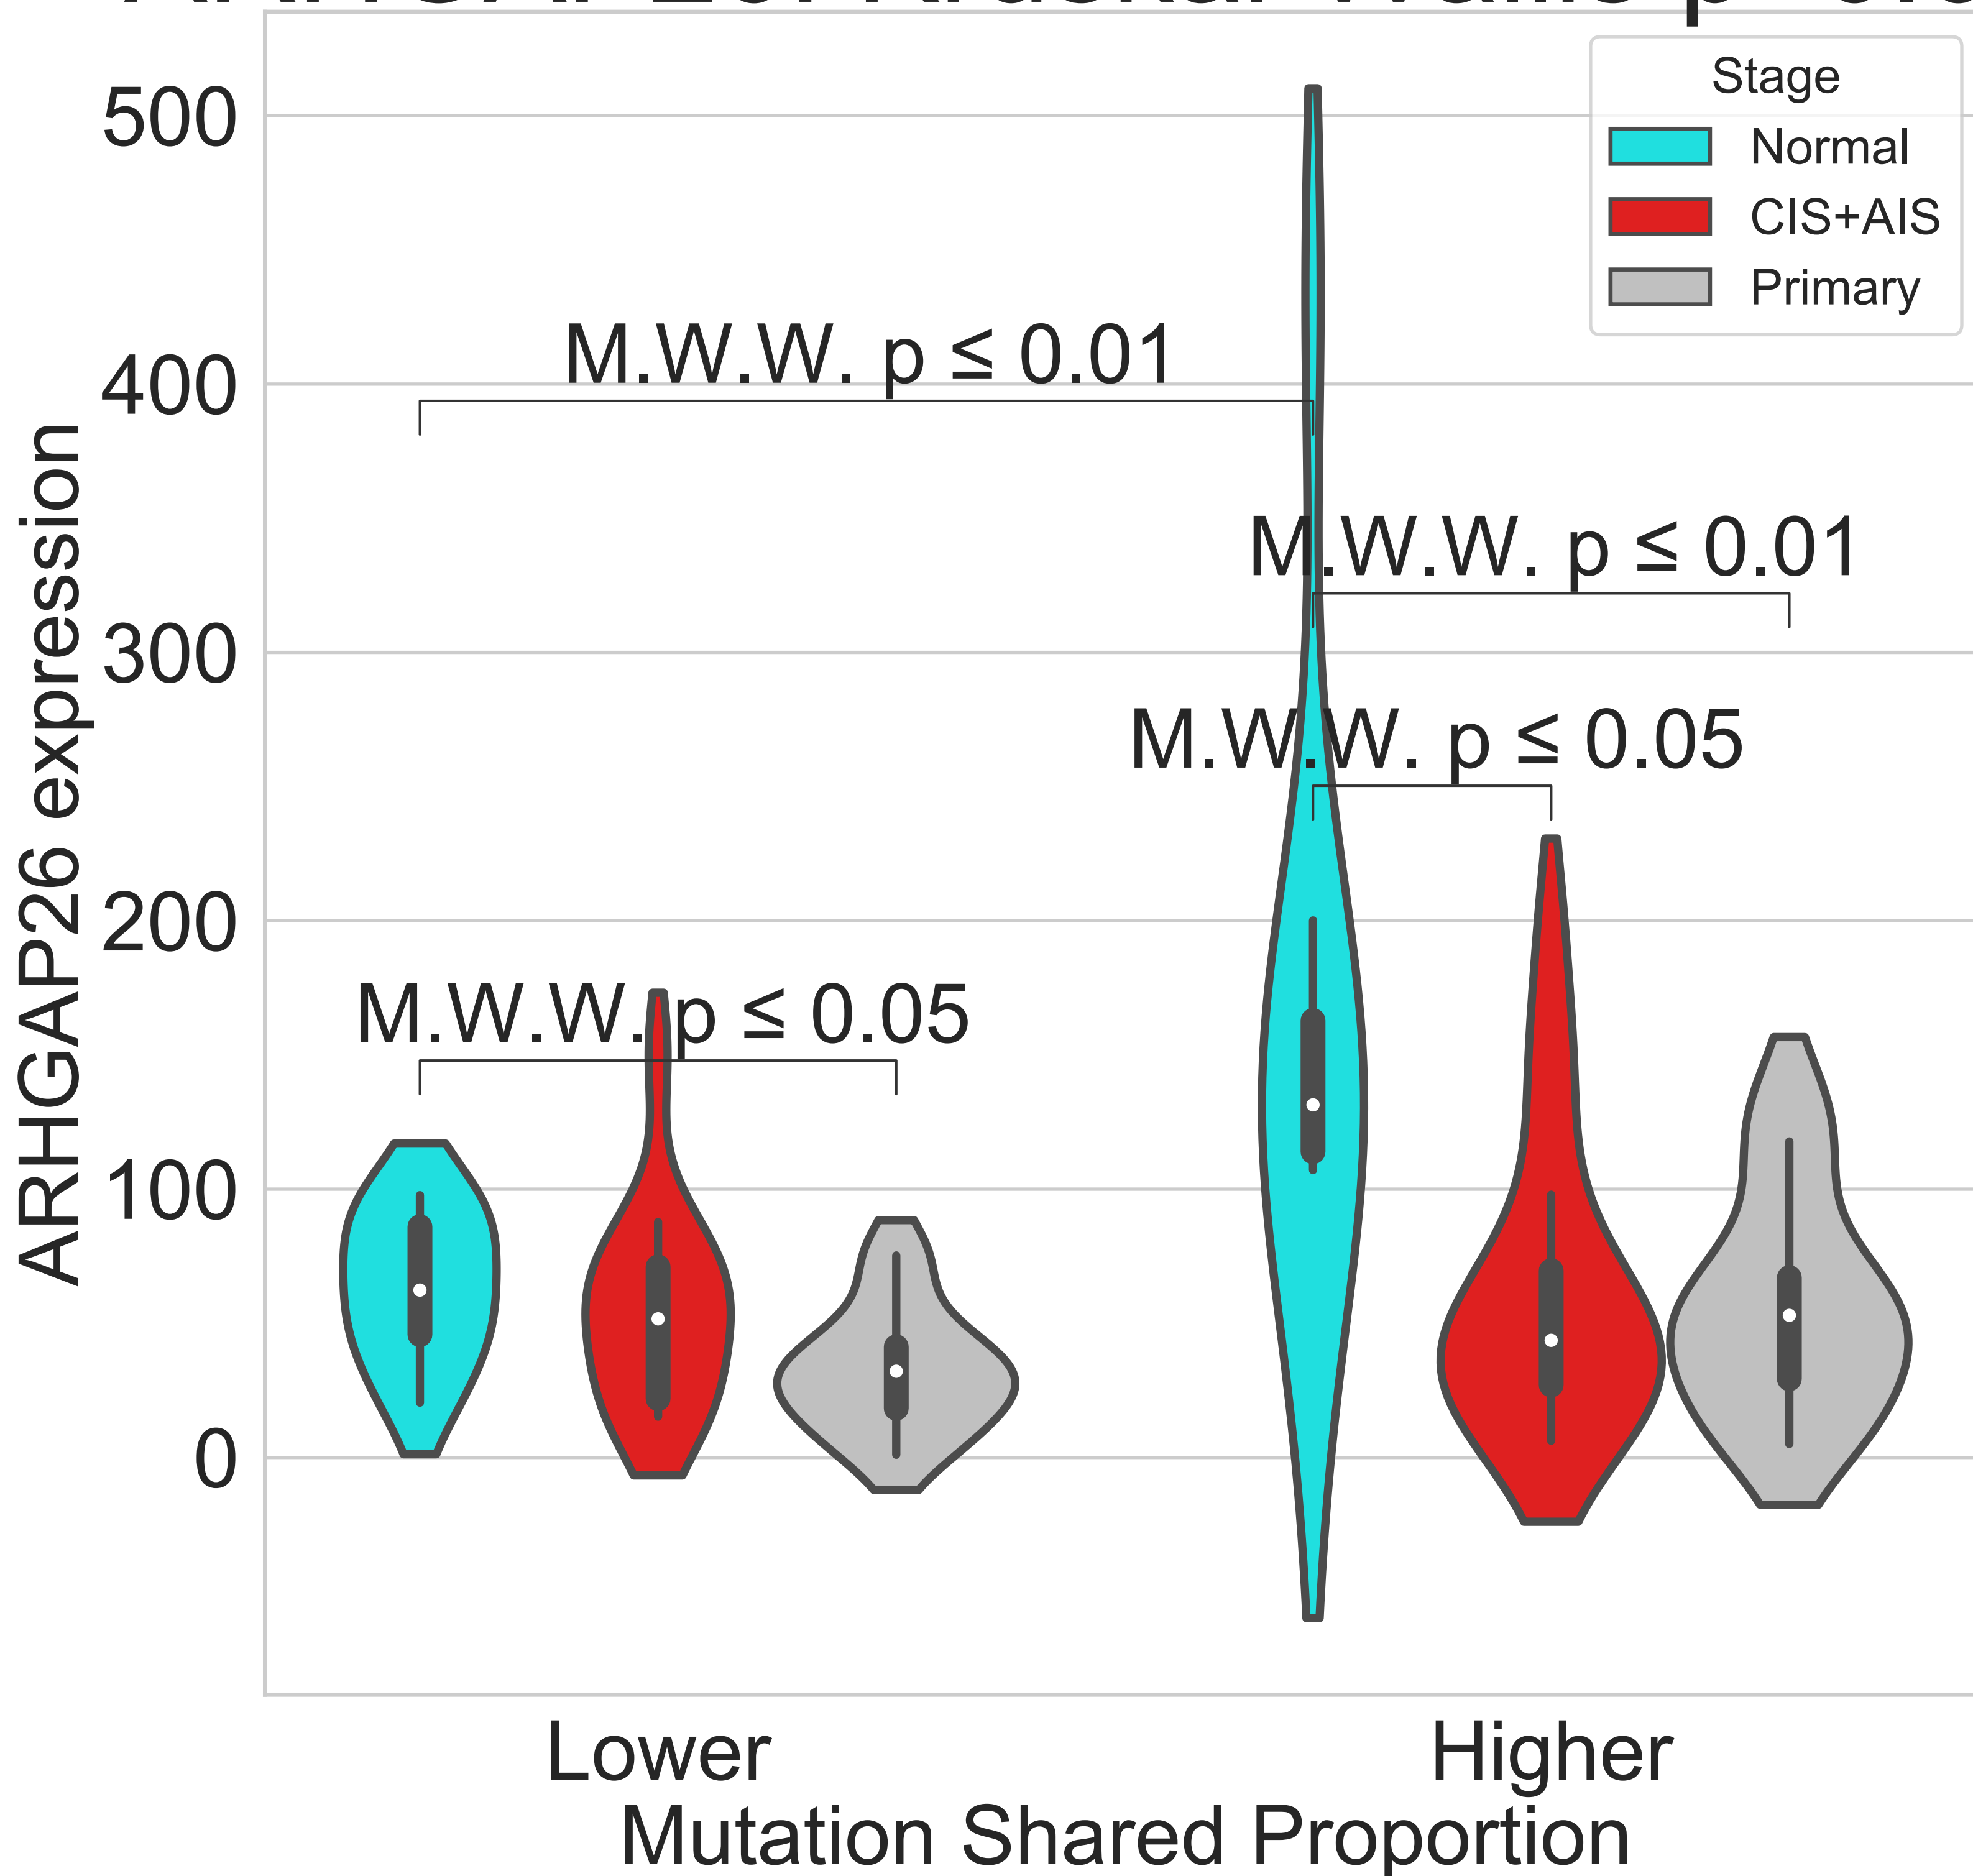 Stage
Normal
CIS+AIS
Primary
500
400
300
200
100
0
ARHGAP26 expression
M.W.W. p ≤ 0.01
M.W.W. p ≤ 0.01
M.W.W. p ≤ 0.05
M.W.W. p ≤ 0.05
Lower
Higher
Mutation Shared Proportion